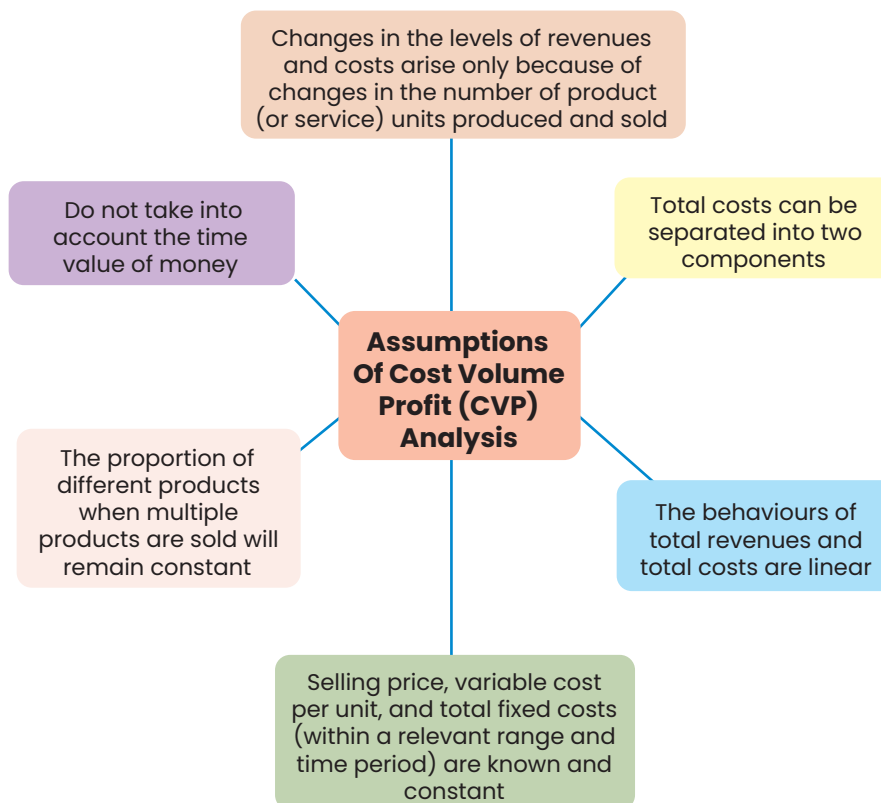 Changes in the levels of revenues
and costs arise only because of
changes in the number of product
(or service) units produced and sold
Do not take into
account the time
value of money
Total costs can be
separated into two
components
Assumptions
Of Cost Volume
Profit (CVP)
Analysis
The proportion of
different products
when multiple
products are sold will
remain constant
The behaviours of
total revenues and
total costs are linear
Selling price, variable cost
per unit, and total fixed costs
(within a relevant range and
time period) are known and
constant